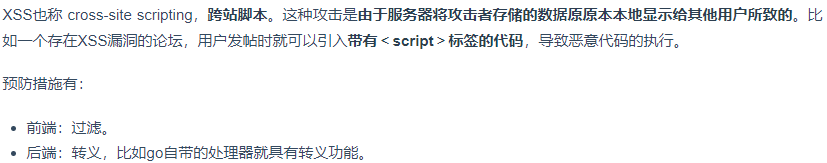 XSS也称 cross-site scripting，跨站脚本。这种攻击是由于服务器将攻击者存储的数据原原本本地显示给其他用户所致的。比
如一个存在XSS漏洞的论坛，用户发帖时就可以引入带有＜script＞标签的代码，导致恶意代码的执行。
预防措施有：
• 前端：过滤。
• 后端：转义，比如go自带的处理器就具有转义功能。